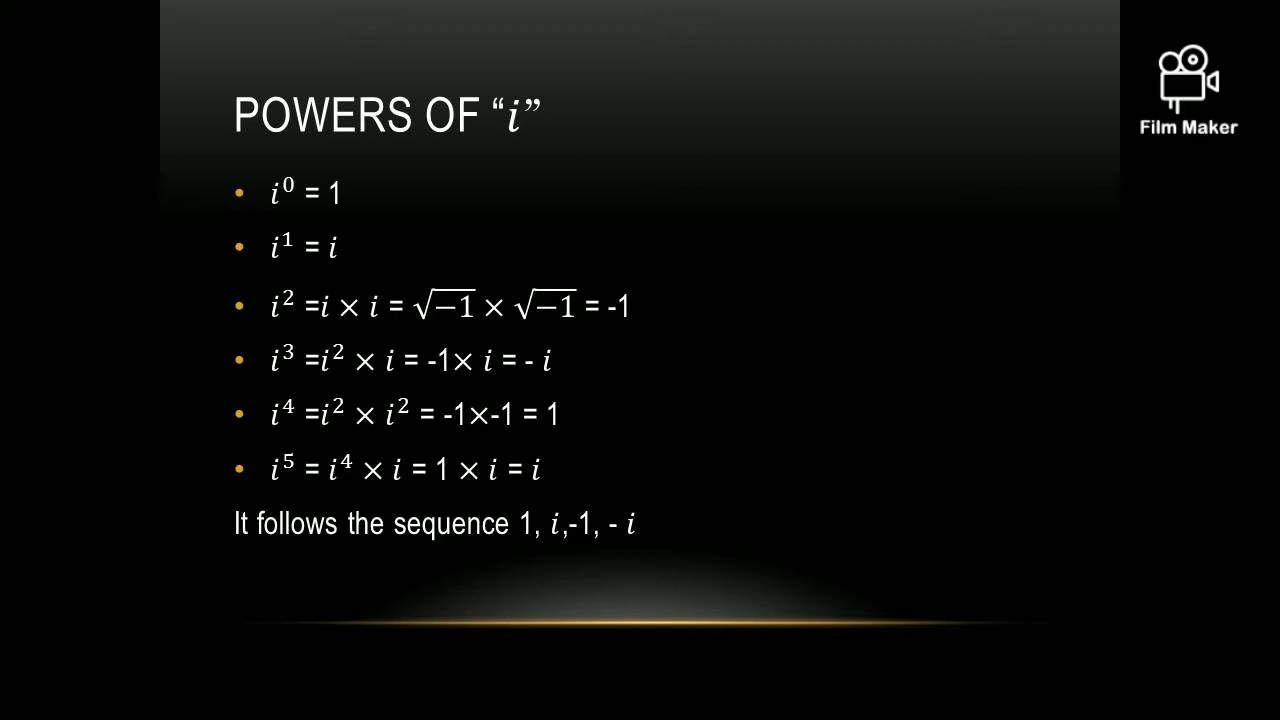 POWERS OF “i”
Film Maker
• i⁰ = 1
• i¹ = i
• i² =i × i = √−1 × √−1 = -1
• i³ =i² × i = -1× i = - i
• i⁴ =i² × i² = -1×-1 = 1
• i⁵ = i⁴ × i = 1 × i = i
It follows the sequence 1, i,-1, - i